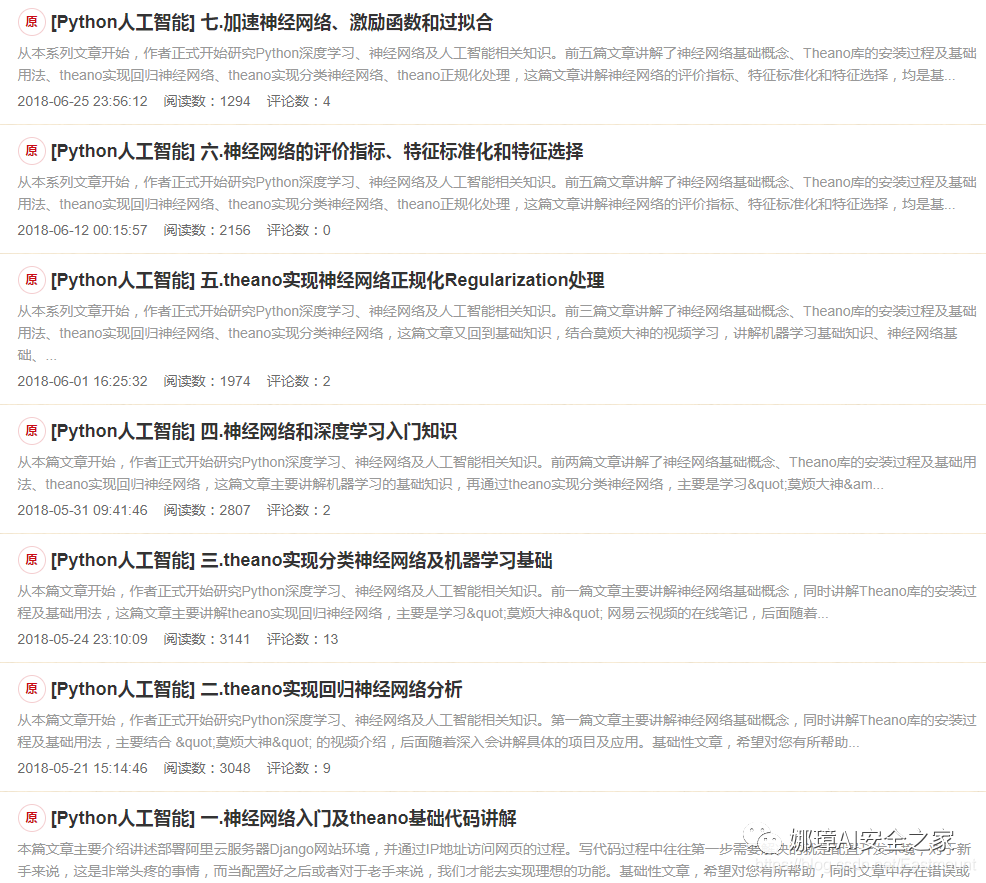 原 [Python人工智能] 七.加速神经网络、激励函数和过拟合
从本系列文章开始，作者正式开始研究Python深度学习、神经网络及人工智能相关知识。前五篇文章讲解了神经网络基础概念、Theano库的安装过程及基础
用法、theano实现回归神经网络、theano实现分类神经网络、theano正规化处理，这篇文章讲解神经网络的评价指标、特征标准化和特征选择，均是基...
2018-06-25 23:56:12 阅读数：1294 评论数：4
原 [Python人工智能] 六.神经网络的评价指标、特征标准化和特征选择
从本系列文章开始，作者正式开始研究Python深度学习、神经网络及人工智能相关知识。前五篇文章讲解了神经网络基础概念、Theano库的安装过程及基础
用法、theano实现回归神经网络、theano实现分类神经网络、theano正规化处理，这篇文章讲解神经网络的评价指标、特征标准化和特征选择，均是基...
2018-06-12 00:15:57 阅读数：2156 评论数：0
原 [Python人工智能] 五.theano实现神经网络正规化Regularization处理
从本系列文章开始，作者正式开始研究Python深度学习、神经网络及人工智能相关知识。前三篇文章讲解了神经网络基础概念、Theano库的安装过程及基础
用法、theano实现回归神经网络、theano实现分类神经网络，这篇文章又回到基础知识，结合莫烦大神的视频学习，讲解机器学习基础知识、神经网络基
础、...
2018-06-01 16:25:32 阅读数：1974 评论数：2
原 [Python人工智能] 四.神经网络和深度学习入门知识
从本篇文章开始，作者正式开始研究Python深度学习、神经网络及人工智能相关知识。前两篇文章讲解了神经网络基础概念、Theano库的安装过程及基础用
法、theano实现回归神经网络，这篇文章主要讲解机器学习的基础知识，再通过theano实现分类神经网络，主要是学习&quot;莫烦大神&am...
2018-05-31 09:41:46 阅读数：2807 评论数：2
原 [Python人工智能] 三.theano实现分类神经网络及机器学习基础
从本篇文章开始，作者正式开始研究Python深度学习、神经网络及人工智能相关知识。前一篇文章主要讲解神经网络基础概念，同时讲解Theano库的安装过
程及基础用法，这篇文章主要讲解theano实现回归神经网络，主要是学习&quot;莫烦大神&quot; 网易云视频的在线笔记，后面随着...
2018-05-24 23:10:09 阅读数：3141 评论数：13
原 [Python人工智能] 二.theano实现回归神经网络分析
从本篇文章开始，作者正式开始研究Python深度学习、神经网络及人工智能相关知识。第一篇文章主要讲解神经网络基础概念，同时讲解Theano库的安装过
程及基础用法，主要结合 &quot;莫烦大神&quot; 的视频介绍，后面随着深入会讲解具体的项目及应用。基础性文章，希望对您有所帮助...
2018-05-21 15:14:46 阅读数：3048 评论数：9
原 [Python人工智能] 一.神经网络入门及theano基础代码讲解
娜璋AI安全之家
本篇文章主要介绍讲述部署阿里云服务器Django网站环境，并通过IP地址访问网页的过程。写代码过程中往往第一步需要
手来说，这是非常头疼的事情，而当配置好之后或者对于老手来说，我们才能去实现理想的功能。基础性文章，希望对您有所帮助，同时文章中存在错误或